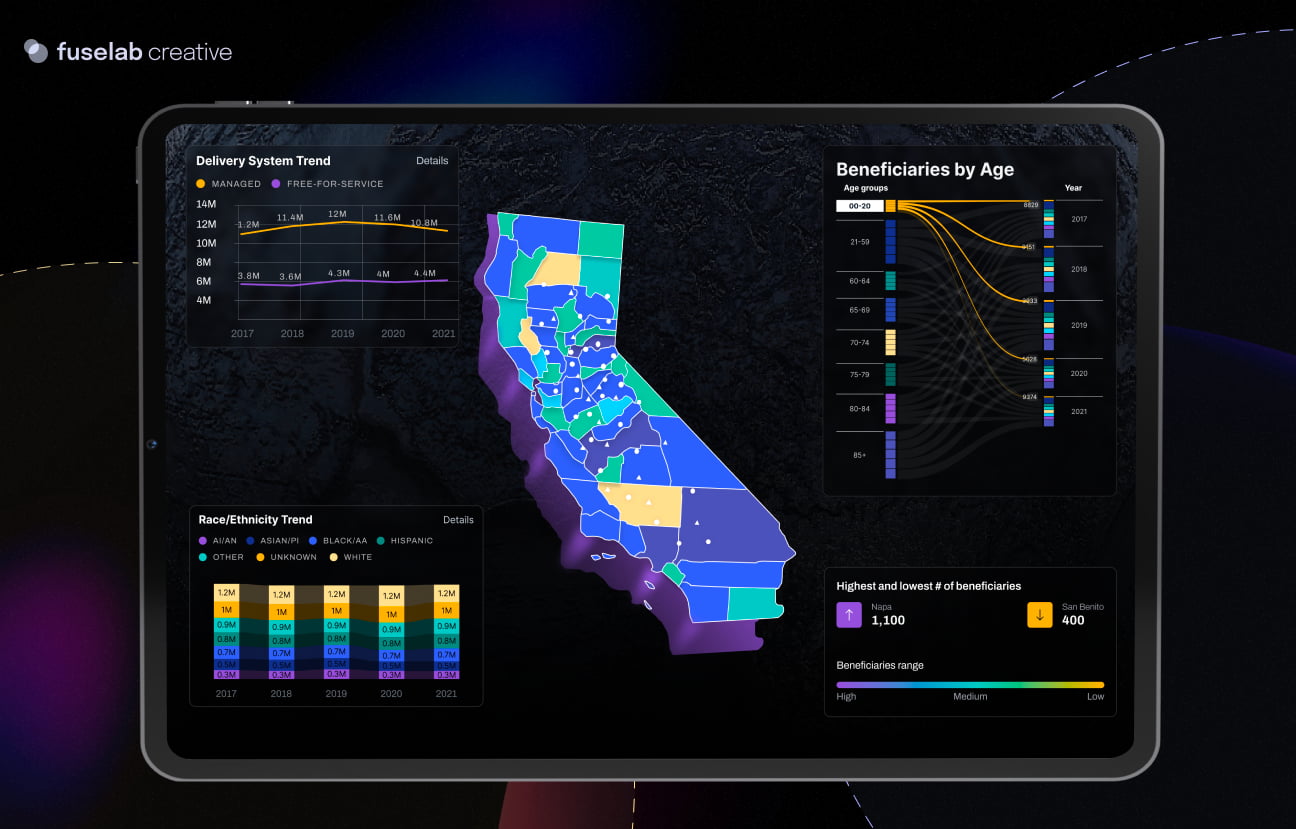 fuselab creative
Delivery System Trend Details
MANAGED FREE-FOR-SERVICE
14M
12M
10M
8M
6M
4M
1.2M 11.4M 12M 11.6M 10.8M
3.8M 3.6M 4.3M 4M 4.4M
2017 2018 2019 2020 2021
Race/Ethnicity Trend Details
AI/AN ASIAN/PI BLACK/AA HISPANIC
OTHER UNKNOWN WHITE
1.2M 1.2M 1.2M 1.2M 1.2M
1M 1M 1M 1M 1M
0.9M 0.9M 0.9M 0.9M 0.9M
0.8M 0.8M 0.8M 0.8M 0.8M
0.7M 0.7M 0.7M 0.7M 0.7M
0.5M 0.5M 0.5M 0.5M 0.5M
0.3M 0.3M 0.3M 0.3M 0.3M
2017 2018 2019 2020 2021
Beneficiaries by Age
Age groups Year
00-20
21-59
60-64
65-69
70-74
75-79
80-84
85+
8829
2017
2018
2019
2020
9374
2021
Highest and lowest # of beneficiaries
Napa
1,100
San Benito
400
Beneficiaries range
High Medium Low